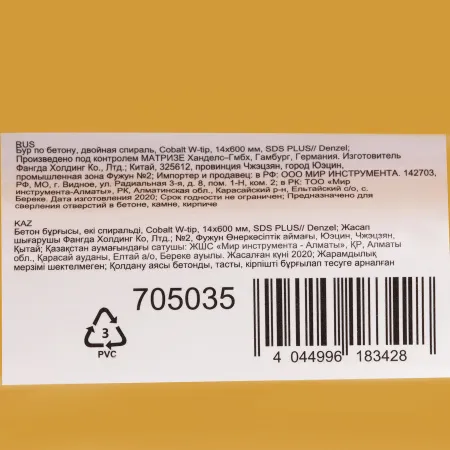 RUS
Бур по бетону, двойная спираль, Cobalt W-tip, 14x600 мм, SDS PLUS// Denzel;
Произведено под контролем МАТРИЗЕ Ханделс-Гмбх, Гамбург, Германия. Изготовитель
Фангда Холдинг Ко, Лтд.; Китай, 325612, провинция Чжэцзян, город Юэцин,
промышленная зона Фужун №2; Импортер и продавец: в РФ: ООО МИР ИНСТРУМЕНТА. 142703,
РФ, МО, г. Видное, ул. Радиальная 3-я, д. 8, пом. 1-Н, ком. 2; в РК: ТОО «Мир
инструмента-Алматы», РК, Алматинская обл., Карасайский р-н, Ельтайский с/о, с.
Береке. Дата изготовления 2020; Срок годности не ограничен; Предназначено для
сверления отверстий в бетоне, камне, кирпиче
KAZ
Бетон бұрғысы, екі спиральді, Cobalt W-tip, 14x600 мм, SDS PLUS// Denzel; Жасап
шығарушы Фангда Холдинг Ко, Лтд.; №2, Фужун Өнеркәсіптік аймағы, Юэцин, Чжэцзян,
Қытай; Қазақстан аумағындағы сатушы: ЖШС «Мир инструмента - Алматы», ҚР, Алматы
обл., Қарасай ауданы, Елтай а/о, Береке ауылы. Жасалған күні 2020; Жарамдылық
мерзімі шектелмеген; Қолдану аясы бетонды, тасты, кірпішті бұрғылап тесуге арналған
705035
3
PVC
4 044996 183428